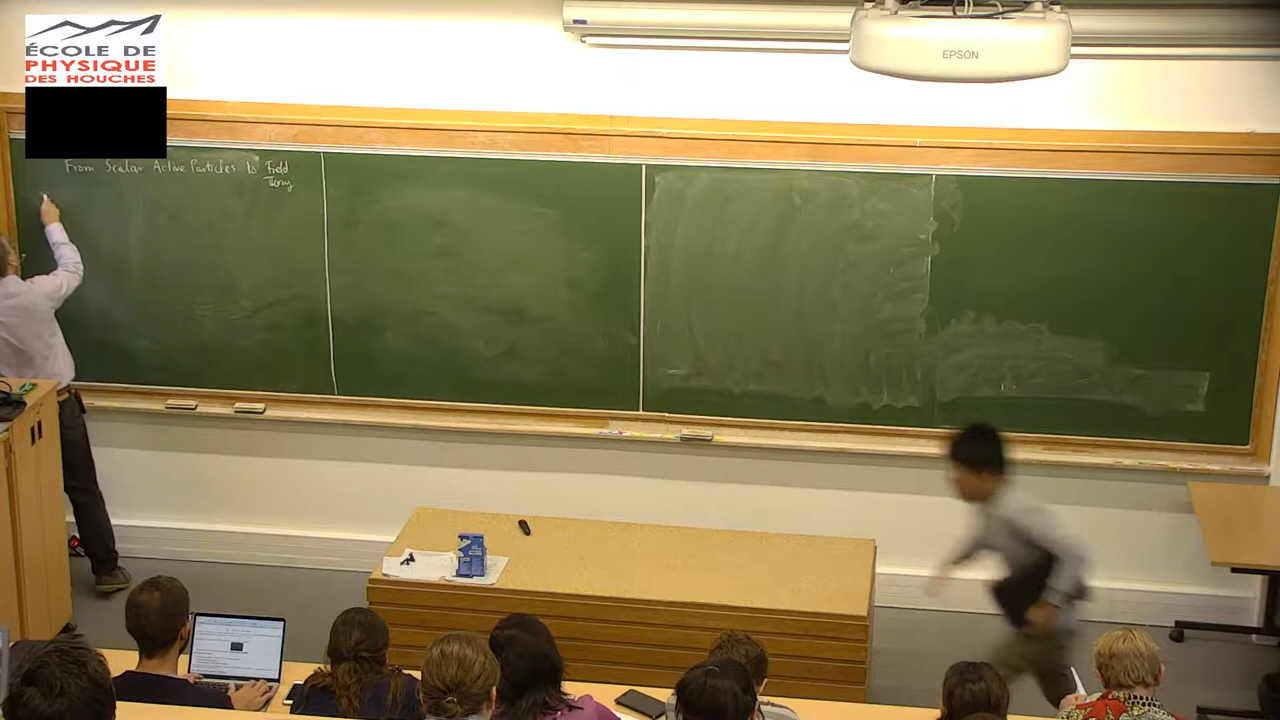 ÉCOLE DE
PHYSIQUE
DES HOUCHES
EPSON
From Scalar Active Particles to Field
Theory